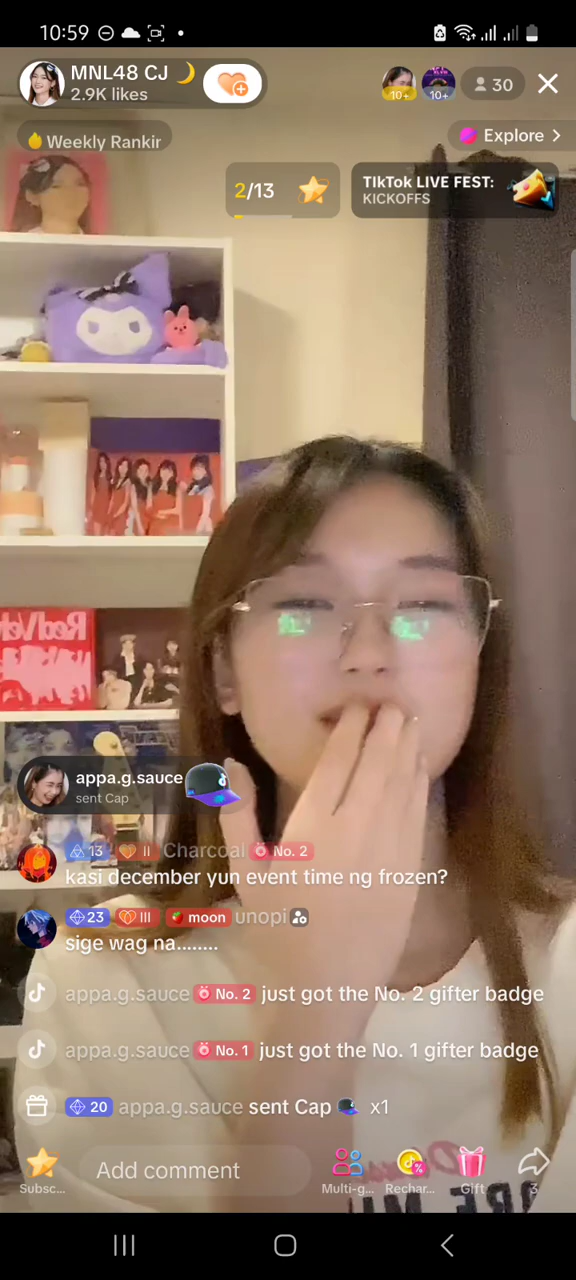 10:59
MNL48 CJ 🌙
2.9K likes
10+
10+
30
Weekly Rankir
Explore >
2/13
TikTok LIVE FEST:
KICKOFFS
RedVel
appa.g.sauce
sent Cap
13 II Charcoal No. 2
kasi december yun event time ng frozen?
23 III moon unopi
sige wag na........
appa.g.sauce No. 2 just got the No. 2 gifter badge
appa.g.sauce No. 1 just got the No. 1 gifter badge
20 appa.g.sauce sent Cap x1
Add comment
Subsc...
Multi-g...
Rechar...
Gift
3